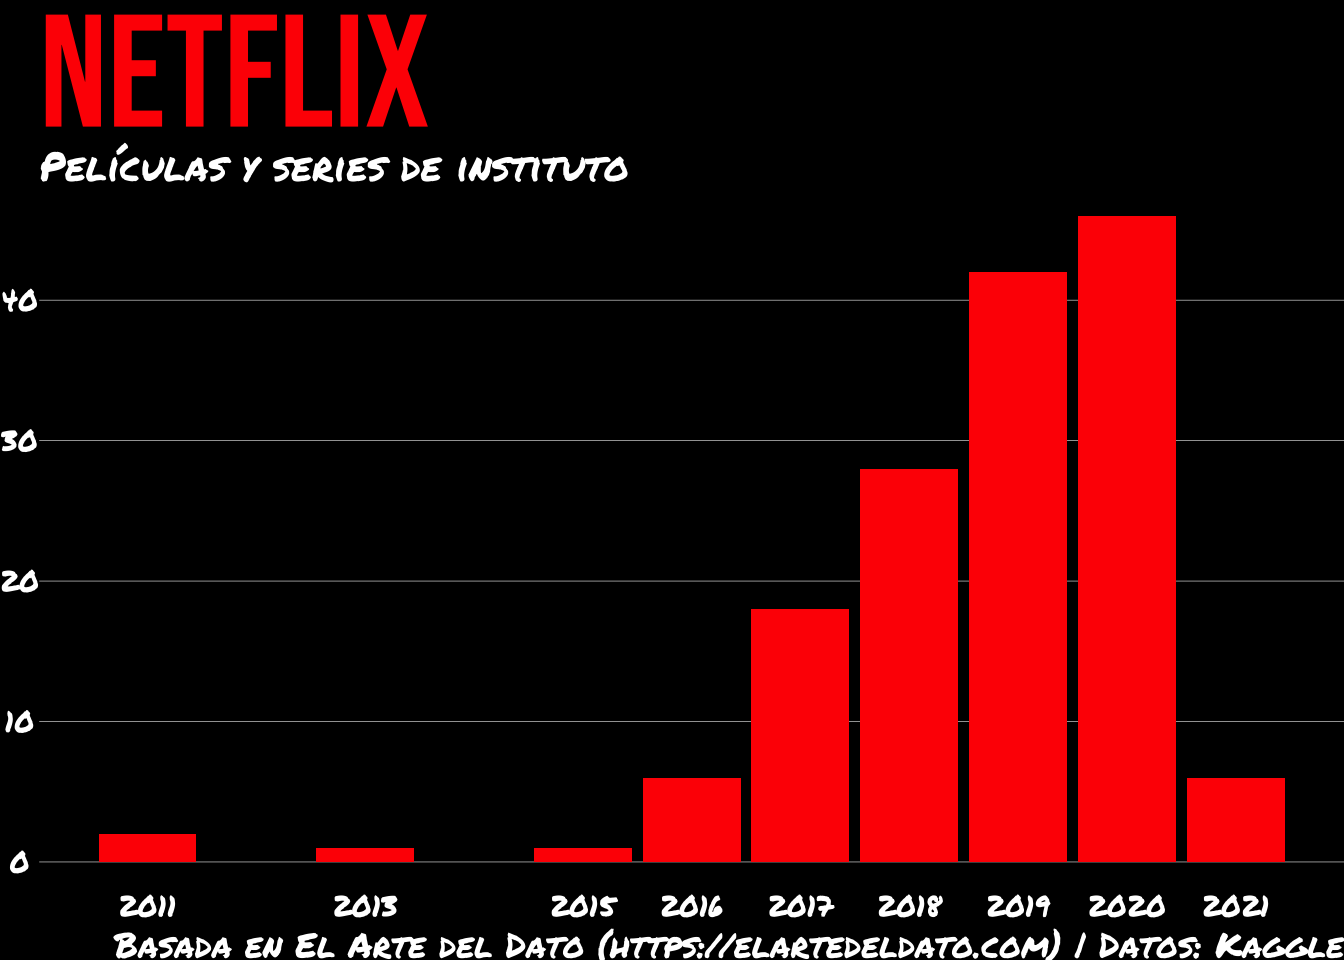 NETFLIX
Películas y series de instituto
40
30
20
10
0
2011 2013 2015 2016 2017 2018 2019 2020 2021
Basada en El Arte del Dato (https://elartedeldato.com) | Datos: Kaggle